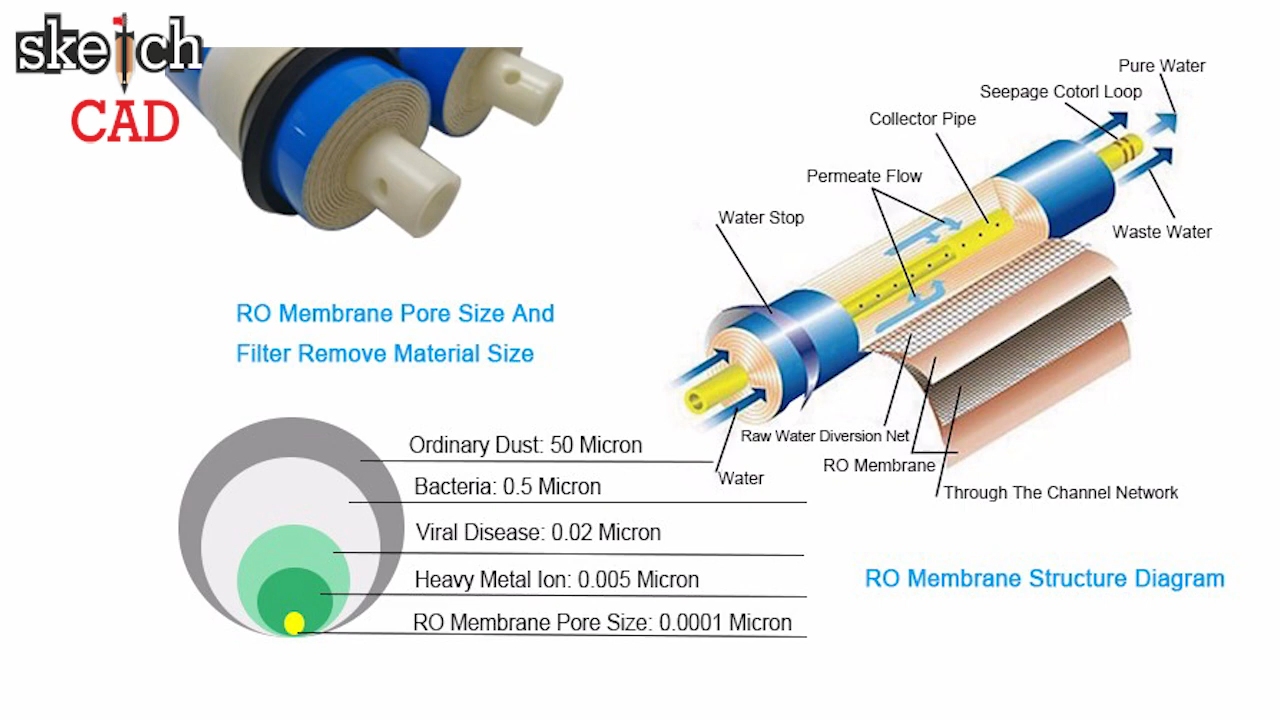 sketch
CAD
Pure Water
Seepage Cotorl Loop
Collector Pipe
Permeate Flow
Water Stop
Waste Water
RO Membrane Pore Size And
Filter Remove Material Size
Ordinary Dust: 50 Micron
Bacteria: 0.5 Micron
Viral Disease: 0.02 Micron
Heavy Metal Ion: 0.005 Micron
RO Membrane Pore Size: 0.0001 Micron
Raw Water Diversion Net
RO Membrane
Water
Through The Channel Network
RO Membrane Structure Diagram